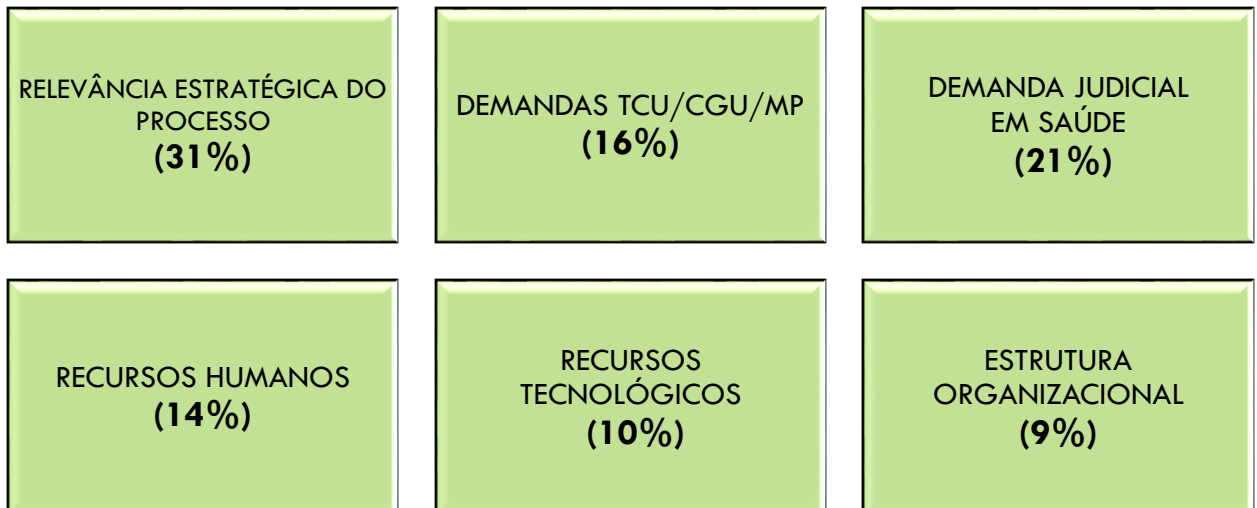 RELEVÂNCIA ESTRATÉGICA DO
PROCESSO
(31%)
DEMANDAS TCU/CGU/MP
(16%)
DEMANDA JUDICIAL
EM SAÚDE
(21%)
RECURSOS HUMANOS
(14%)
RECURSOS
TECNOLÓGICOS
(10%)
ESTRUTURA
ORGANIZACIONAL
(9%)